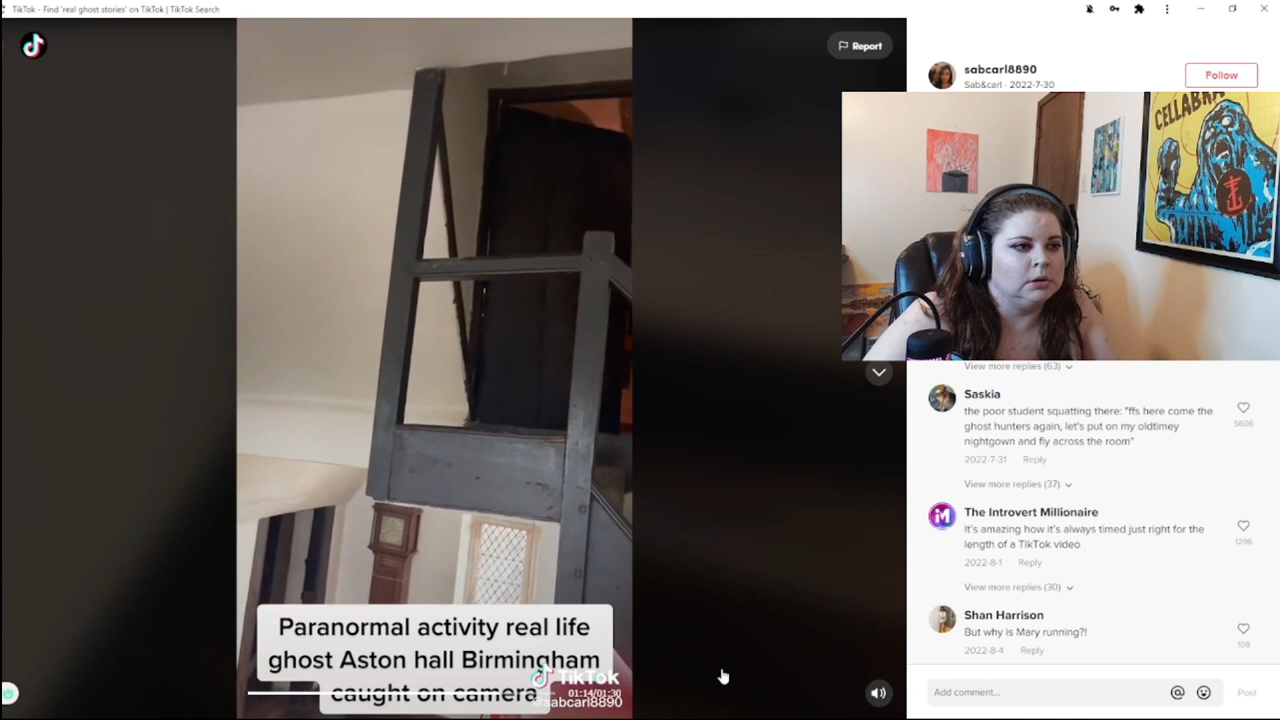 TikTok - Find 'real ghost stories' on TikTok | TikTok Search
Report
sabcarl8890
Sab&carl · 2022-7-30
Follow
CELLABRA
View more replies (63)
Saskia
the poor student squatting there: "ffs here come the
ghost hunters again, let's put on my oldtimey
nightgown and fly across the room"
5606
2022-7-31 Reply
View more replies (37)
The Introvert Millionaire
It's amazing how it's always timed just right for the
length of a TikTok video
1296
2022-8-1 Reply
View more replies (30)
Shan Harrison
But why is Mary running?!
109
2022-8-4 Reply
Add comment...
Post
Paranormal activity real life
ghost Aston hall Birmingham
caught on camera
TikTok
01:14/01:30
@sabcarl8890